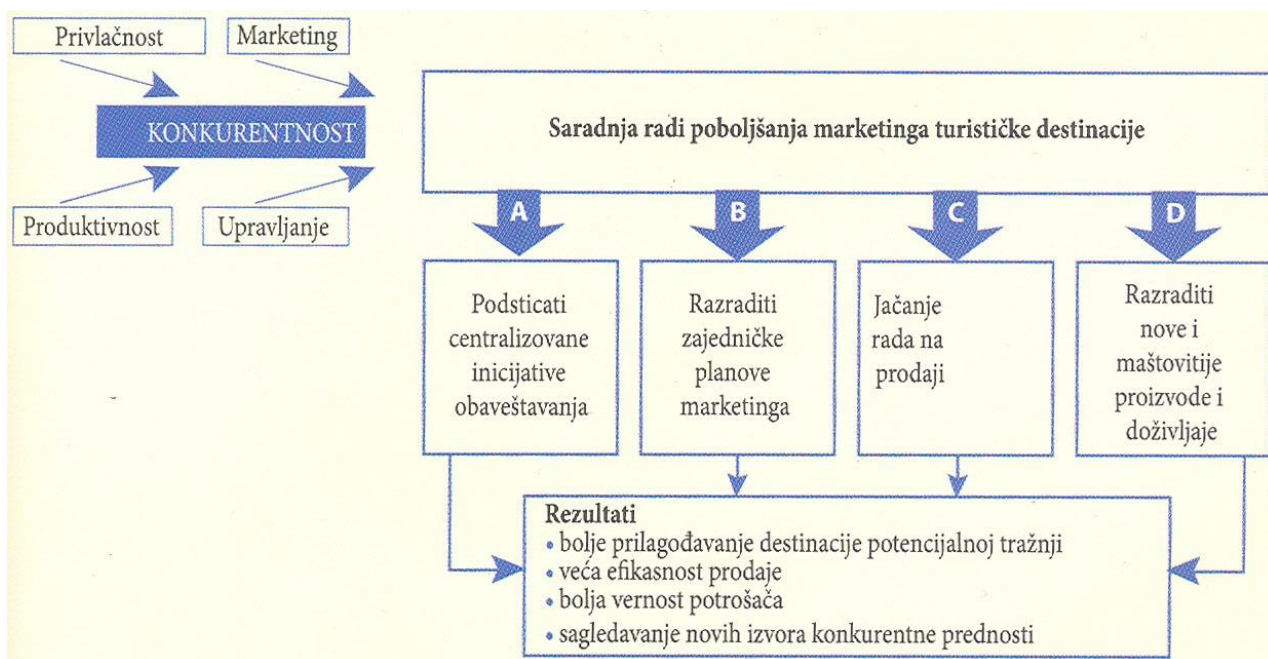 Privlačnost
Marketing
KONKURENTNOST
Produktivnost
Upravljanje
Saradnja radi poboljšanja marketinga turističke destinacije
A
B
C
D
Podsticati
centralizovane
inicijative
obaveštavanja
Razraditi
zajedničke
planove
marketinga
Jačanje
rada na
prodaji
Razraditi
nove i
maštovitije
proizvode i
doživljaje
Rezultati
• bolje prilagođavanje destinacije potencijalnoj tražnji
• veća efikasnost prodaje
• bolja vernost potrošača
• sagledavanje novih izvora konkurentne prednosti